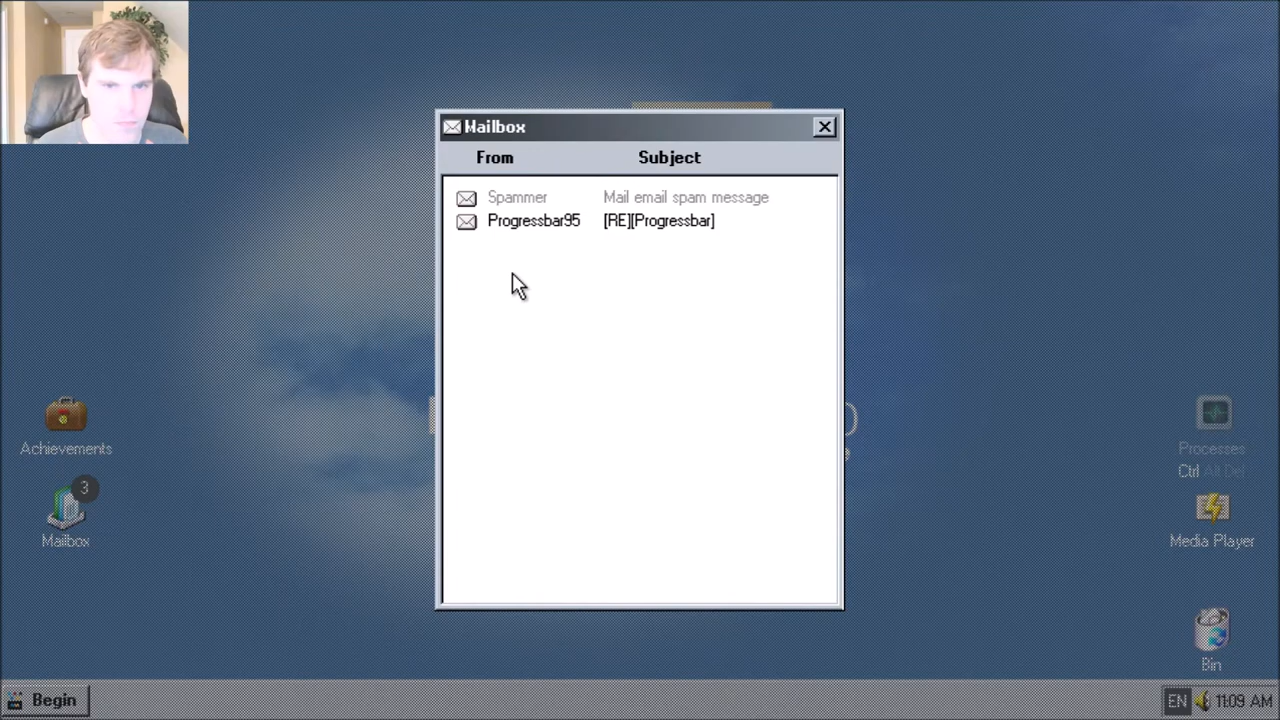 Mailbox
From Subject
Spammer Mail email spam message
Progressbar95 [RE][Progressbar]
Achievements
3
Mailbox
Processes
Ctrl Alt Del
Media Player
Bin
Begin
EN 11:09 AM